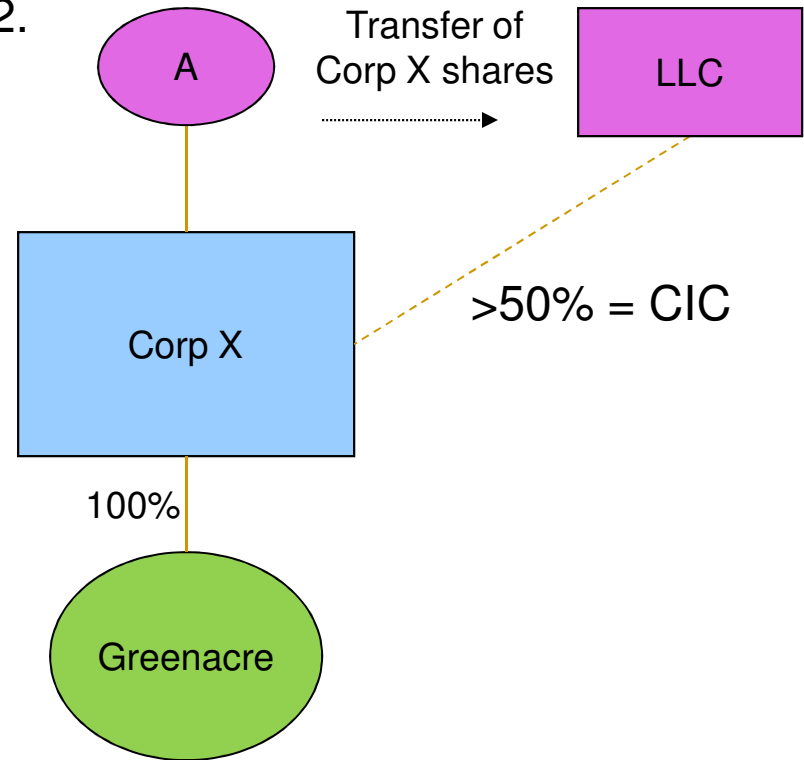 2.
A
Transfer of
Corp X shares
LLC
>50% = CIC
Corp X
100%
Greenacre